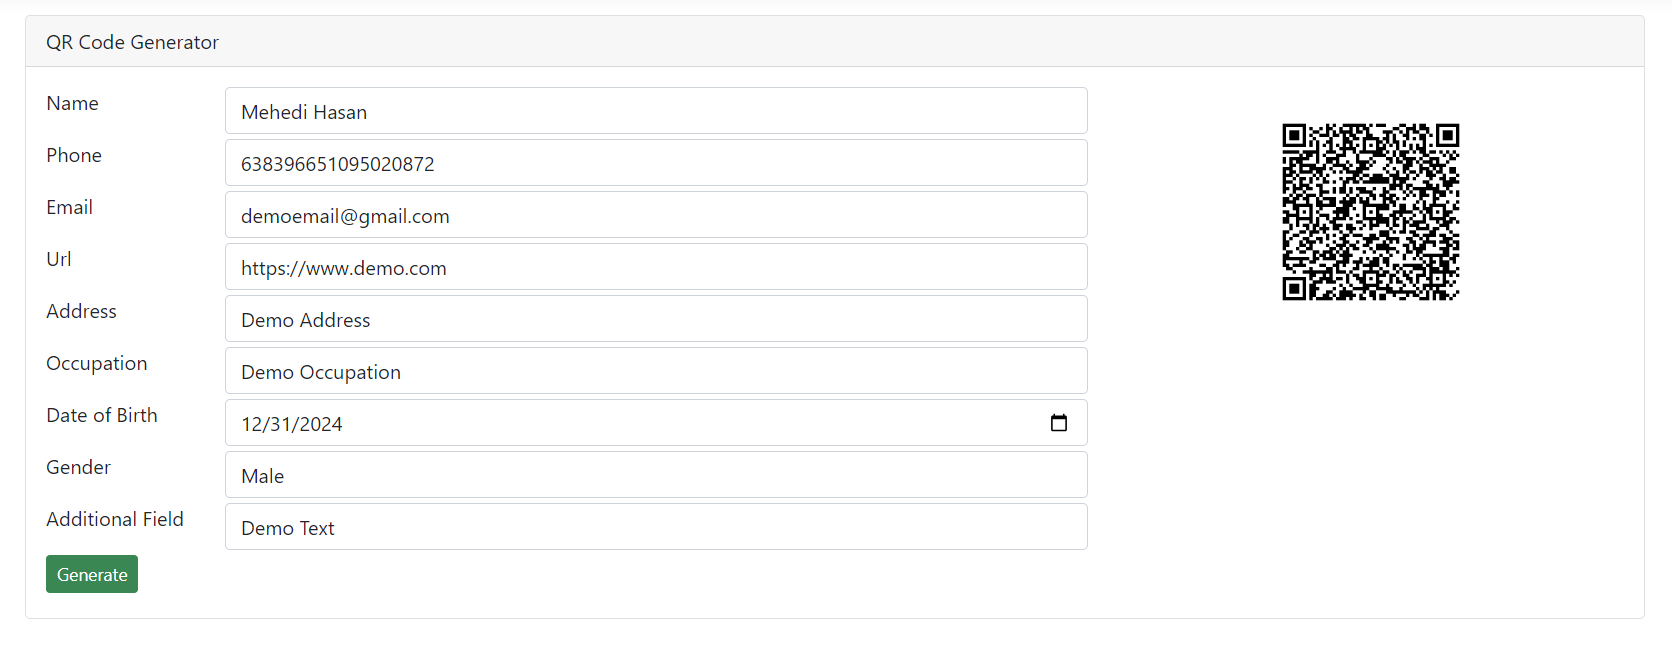 QR Code Generator
Name
Mehedi Hasan
Phone
638396651095020872
Email
demoemail@gmail.com
Url
https://www.demo.com
Address
Demo Address
Occupation
Demo Occupation
Date of Birth
12/31/2024
Gender
Male
Additional Field
Demo Text
Generate